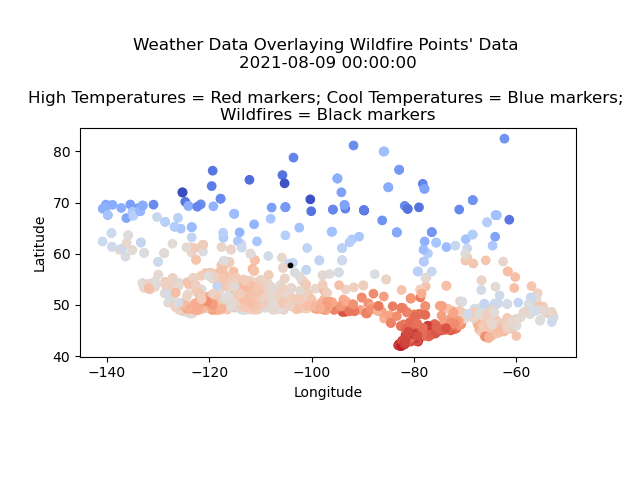 Weather Data Overlaying Wildfire Points' Data
2021-08-09 00:00:00
High Temperatures = Red markers; Cool Temperatures = Blue markers;
Wildfires = Black markers
80
70
60
50
40
Latitude
−140 −120 −100 −80 −60
Longitude